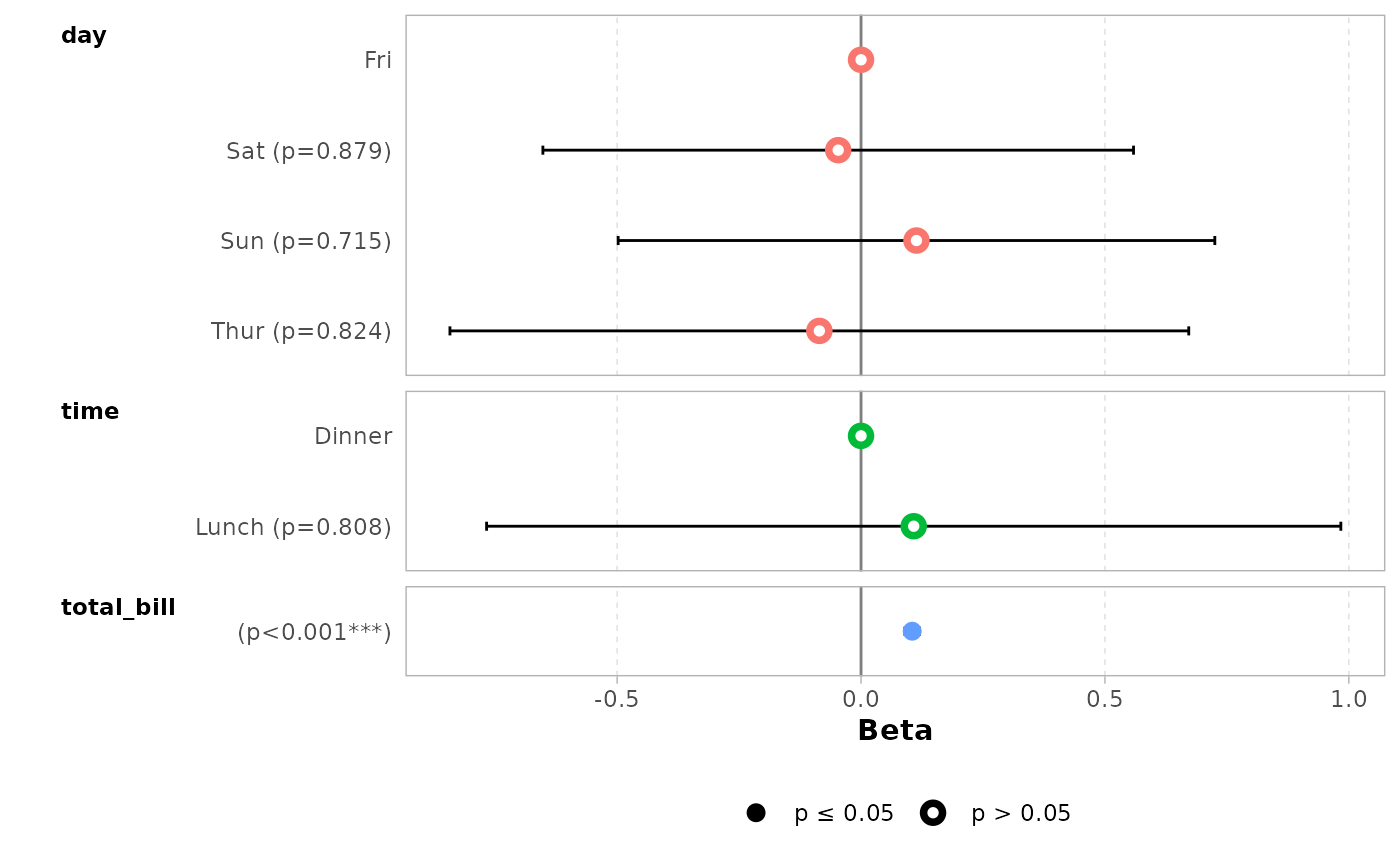 day
Fri
Sat (p=0.879)
Sun (p=0.715)
Thur (p=0.824)
time
Dinner
Lunch (p=0.808)
total_bill
(p<0.001***)
-0.5 0.0 0.5 1.0
Beta
p ≤ 0.05 p > 0.05